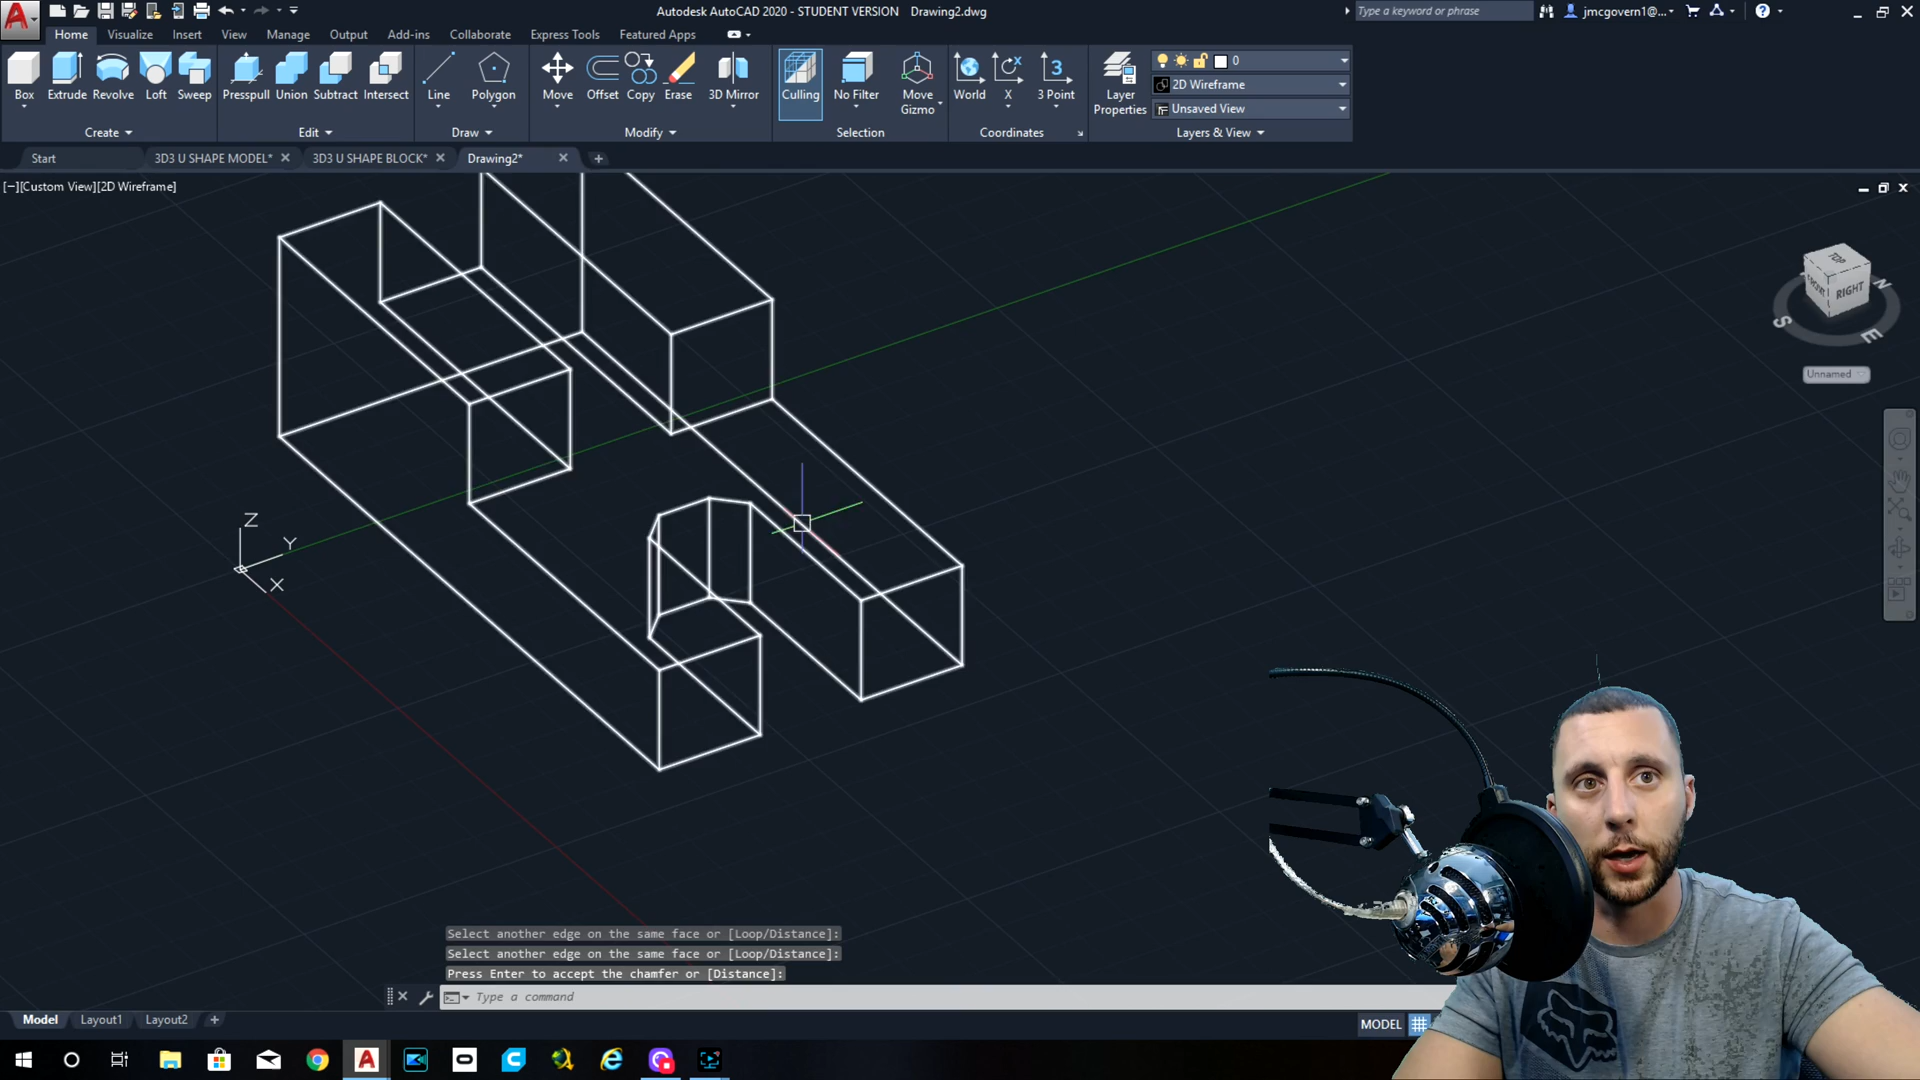 Autodesk AutoCAD 2020 - STUDENT VERSION Drawing2.dwg
Type a keyword or phrase
jmcgovern1@...
Home Visualize Insert View Manage Output Add-ins Collaborate Express Tools Featured Apps
Box Extrude Revolve Loft Sweep Presspull Union Subtract Intersect Line Polygon Move Offset Copy Erase 3D Mirror Culling No Filter Move Gizmo World X 3 Point Layer Properties
0
2D Wireframe
Unsaved View
Create Edit Draw Modify Selection Coordinates Layers & View
Start 3D3 U SHAPE MODEL* 3D3 U SHAPE BLOCK* Drawing2*
[−][Custom View][2D Wireframe]
TOP
FRONT RIGHT
N
S
E
Unnamed
Z
Y
X
Select another edge on the same face or [Loop/Distance]:
Select another edge on the same face or [Loop/Distance]:
Press Enter to accept the chamfer or [Distance]:
Type a command
Model Layout1 Layout2
MODEL